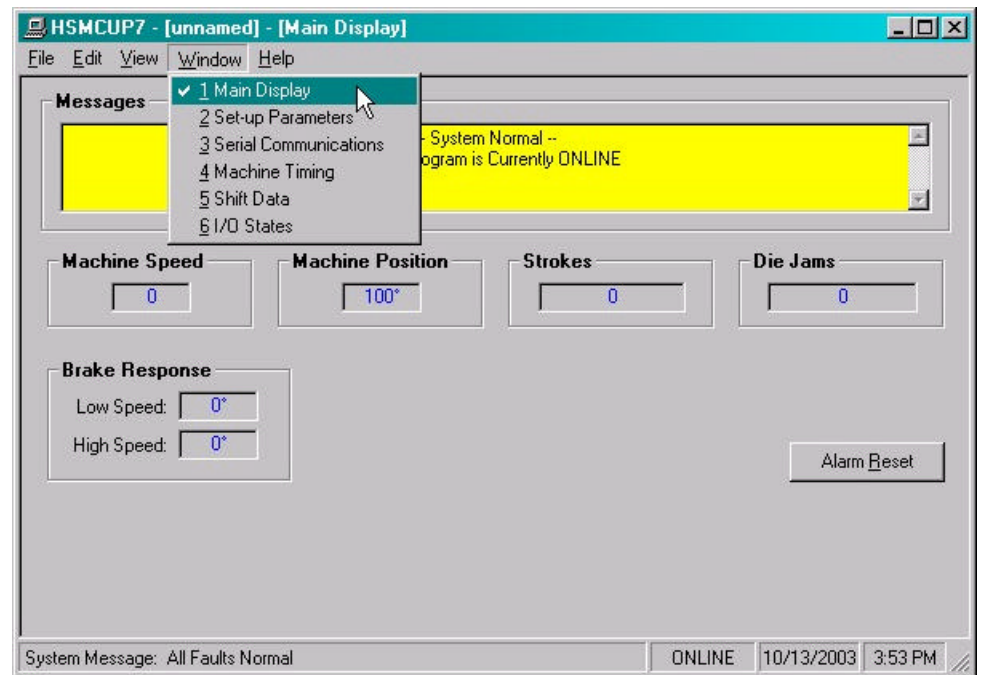 HSMCUP7 - [unnamed] - [Main Display]
File Edit View Window Help
1 Main Display
2 Set-up Parameters
3 Serial Communications
4 Machine Timing
5 Shift Data
6 I/O States
Messages
- System Normal --
ogram is Currently ONLINE
Machine Speed Machine Position Strokes Die Jams
0 100° 0 0
Brake Response
Low Speed: 0°
High Speed: 0°
Alarm Reset
System Message: All Faults Normal ONLINE 10/13/2003 3:53 PM